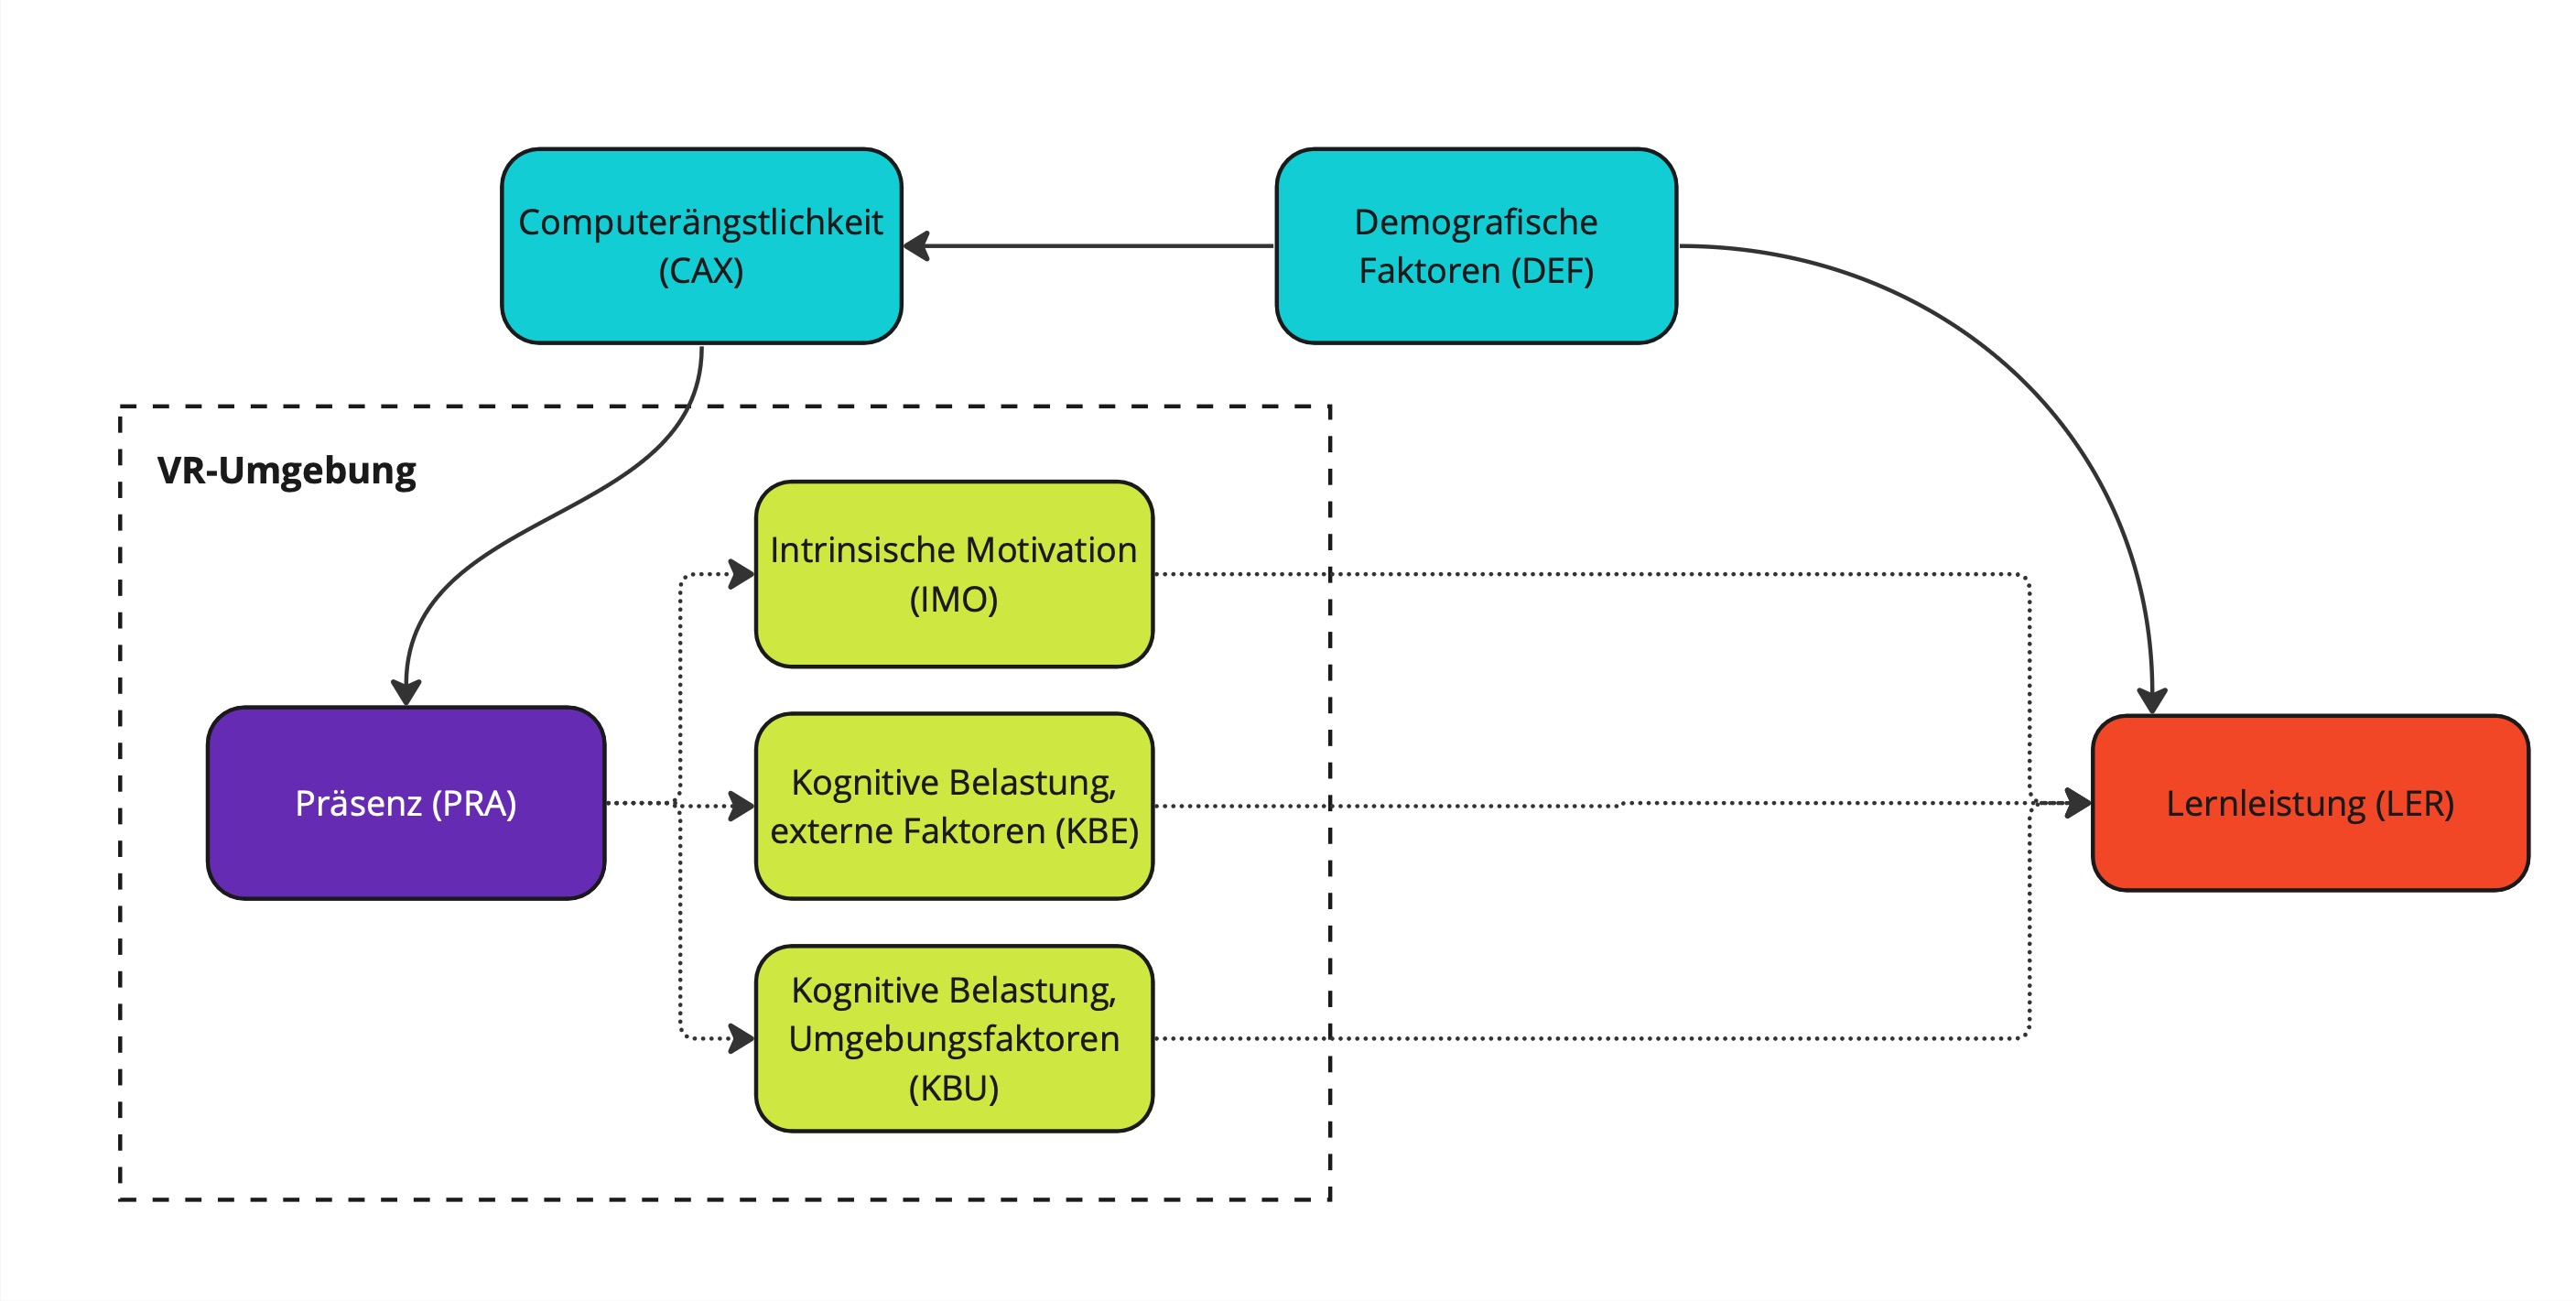 Computerängstlichkeit
(CAX)
Demografische
Faktoren (DEF)
VR-Umgebung
Intrinsische Motivation
(IMO)
Präsenz (PRA)
Kognitive Belastung,
externe Faktoren (KBE)
Lernleistung (LER)
Kognitive Belastung,
Umgebungsfaktoren
(KBU)